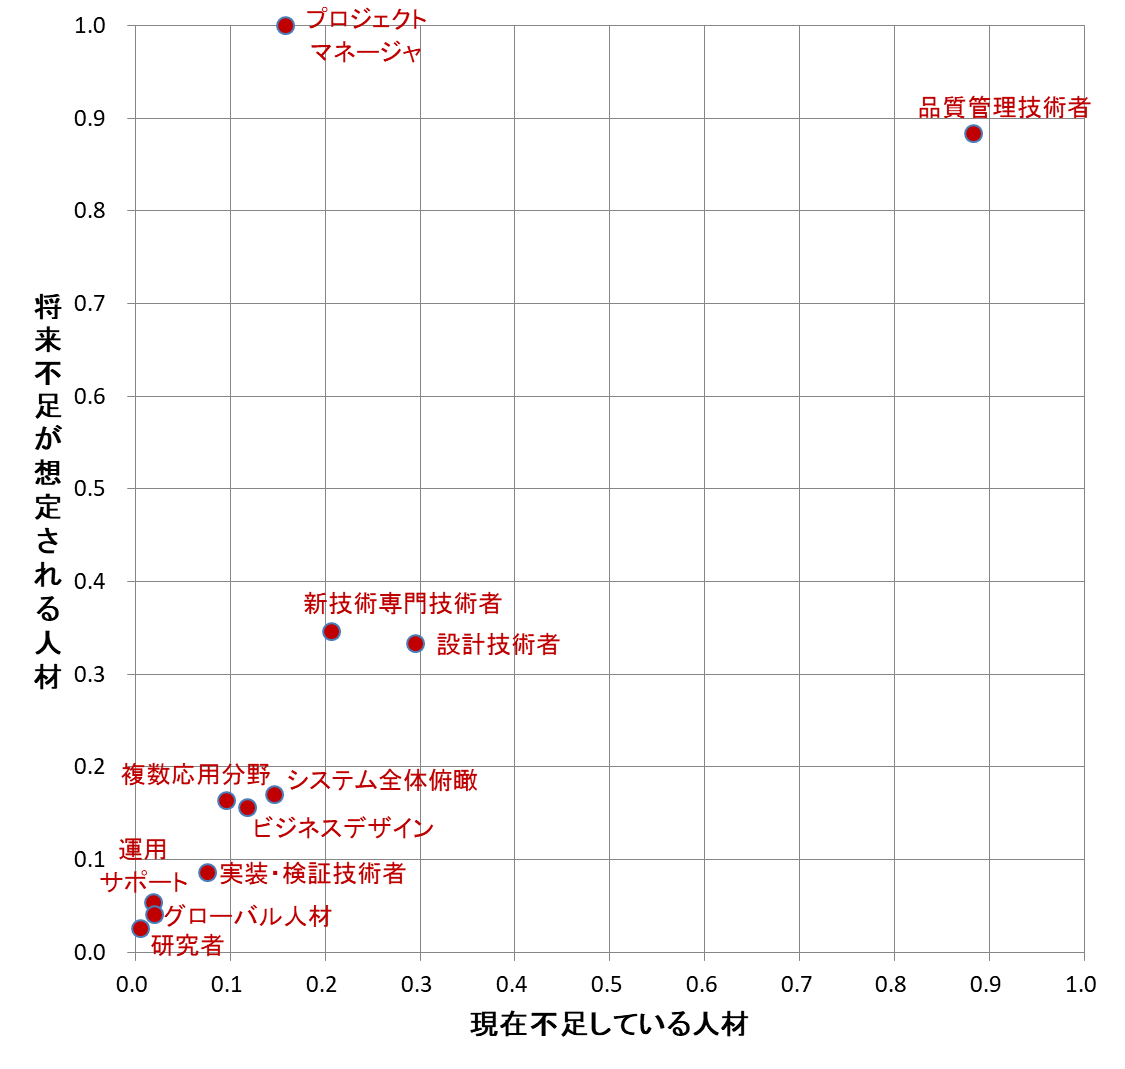 1.0
0.9
0.8
0.7
0.6
0.5
0.4
0.3
0.2
0.1
0.0
将来不足が想定される人材
プロジェクト
マネージャ
品質管理技術者
新技術専門技術者
設計技術者
複数応用分野
システム全体俯瞰
ビジネスデザイン
運用
サポート
実装・検証技術者
グローバル人材
研究者
0.0 0.1 0.2 0.3 0.4 0.5 0.6 0.7 0.8 0.9 1.0
現在不足している人材